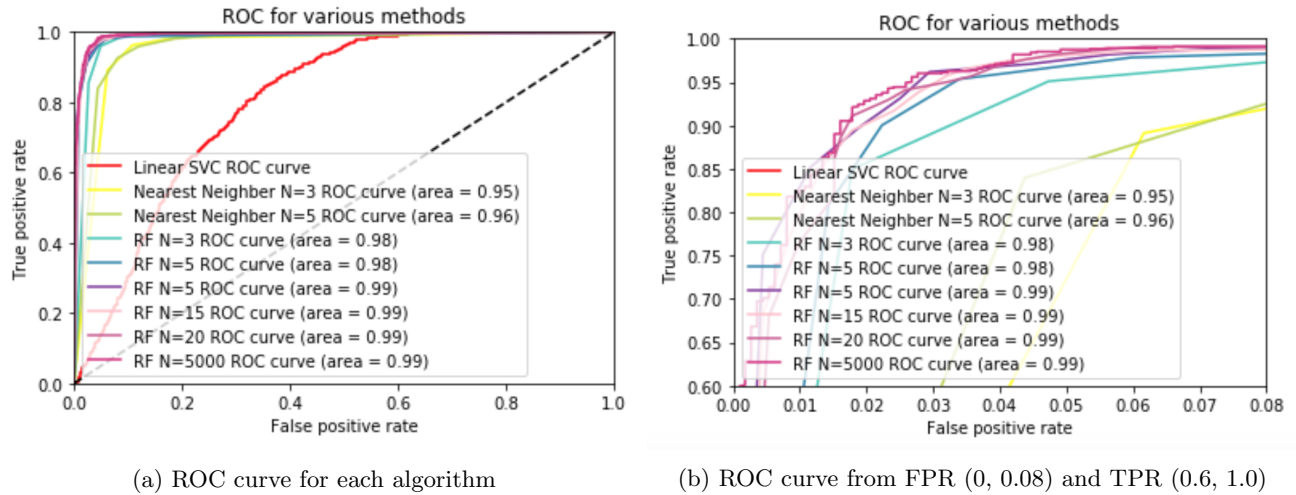 ROC for various methods
1.0
0.8
0.6
0.4
0.2
0.0
True positive rate
Linear SVC ROC curve
Nearest Neighber N=3 ROC curve (area = 0.95)
Nearest Neighber N=5 ROC curve (area = 0.96)
RF N=3 ROC curve (area = 0.98)
RF N=5 ROC curve (area = 0.98)
RF N=5 ROC curve (area = 0.99)
RF N=15 ROC curve (area = 0.99)
RF N=20 ROC curve (area = 0.99)
RF N=5000 ROC curve (area = 0.99)
0.0 0.2 0.4 0.6 0.8 1.0
False positive rate
(a) ROC curve for each algorithm
ROC for various methods
1.00
0.95
0.90
0.85
0.80
0.75
0.70
0.65
0.60
True positive rate
Linear SVC ROC curve
Nearest Neighber N=3 ROC curve (area = 0.95)
Nearest Neighber N=5 ROC curve (area = 0.96)
RF N=3 ROC curve (area = 0.98)
RF N=5 ROC curve (area = 0.98)
RF N=5 ROC curve (area = 0.99)
RF N=15 ROC curve (area = 0.99)
RF N=20 ROC curve (area = 0.99)
RF N=5000 ROC curve (area = 0.99)
0.00 0.01 0.02 0.03 0.04 0.05 0.06 0.07 0.08
False positive rate
(b) ROC curve from FPR (0, 0.08) and TPR (0.6, 1.0)